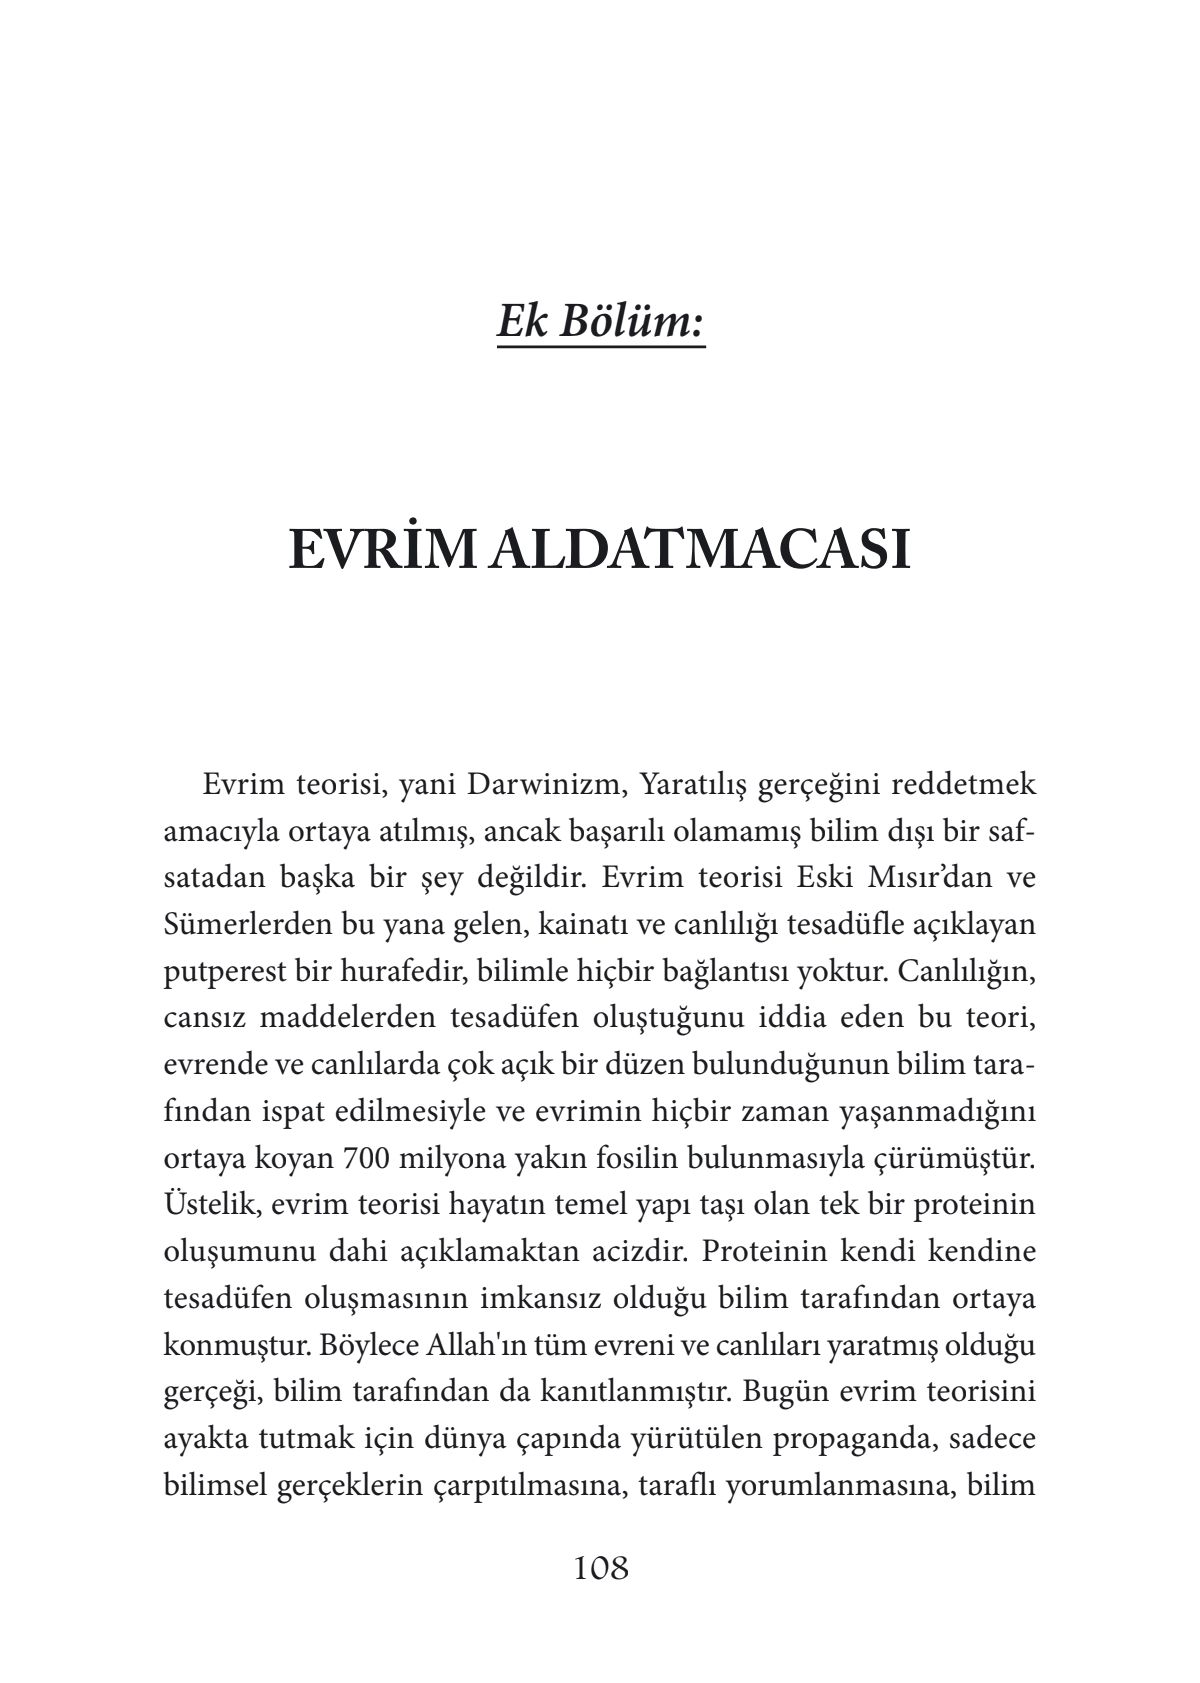 Ek Bölüm:
EVRİM ALDATMACASI
Evrim teorisi, yani Darwinizm, Yaratılış gerçeğini reddetmek
amacıyla ortaya atılmış, ancak başarılı olamamış bilim dışı bir saf-
satadan başka bir şey değildir. Evrim teorisi Eski Mısır’dan ve
Sümerlerden bu yana gelen, kainatı ve canlılığı tesadüfle açıklayan
putperest bir hurafedir, bilimle hiçbir bağlantısı yoktur. Canlılığın,
cansız maddelerden tesadüfen oluştuğunu iddia eden bu teori,
evrende ve canlılarda çok açık bir düzen bulunduğunun bilim tara-
fından ispat edilmesiyle ve evrimin hiçbir zaman yaşanmadığını
ortaya koyan 700 milyona yakın fosilin bulunmasıyla çürümüştür.
Üstelik, evrim teorisi hayatın temel yapı taşı olan tek bir proteinin
oluşumunu dahi açıklamaktan acizdir. Proteinin kendi kendine
tesadüfen oluşmasının imkansız olduğu bilim tarafından ortaya
konmuştur. Böylece Allah'ın tüm evreni ve canlıları yaratmış olduğu
gerçeği, bilim tarafından da kanıtlanmıştır. Bugün evrim teorisini
ayakta tutmak için dünya çapında yürütülen propaganda, sadece
bilimsel gerçeklerin çarpıtılmasına, taraflı yorumlanmasına, bilim
108